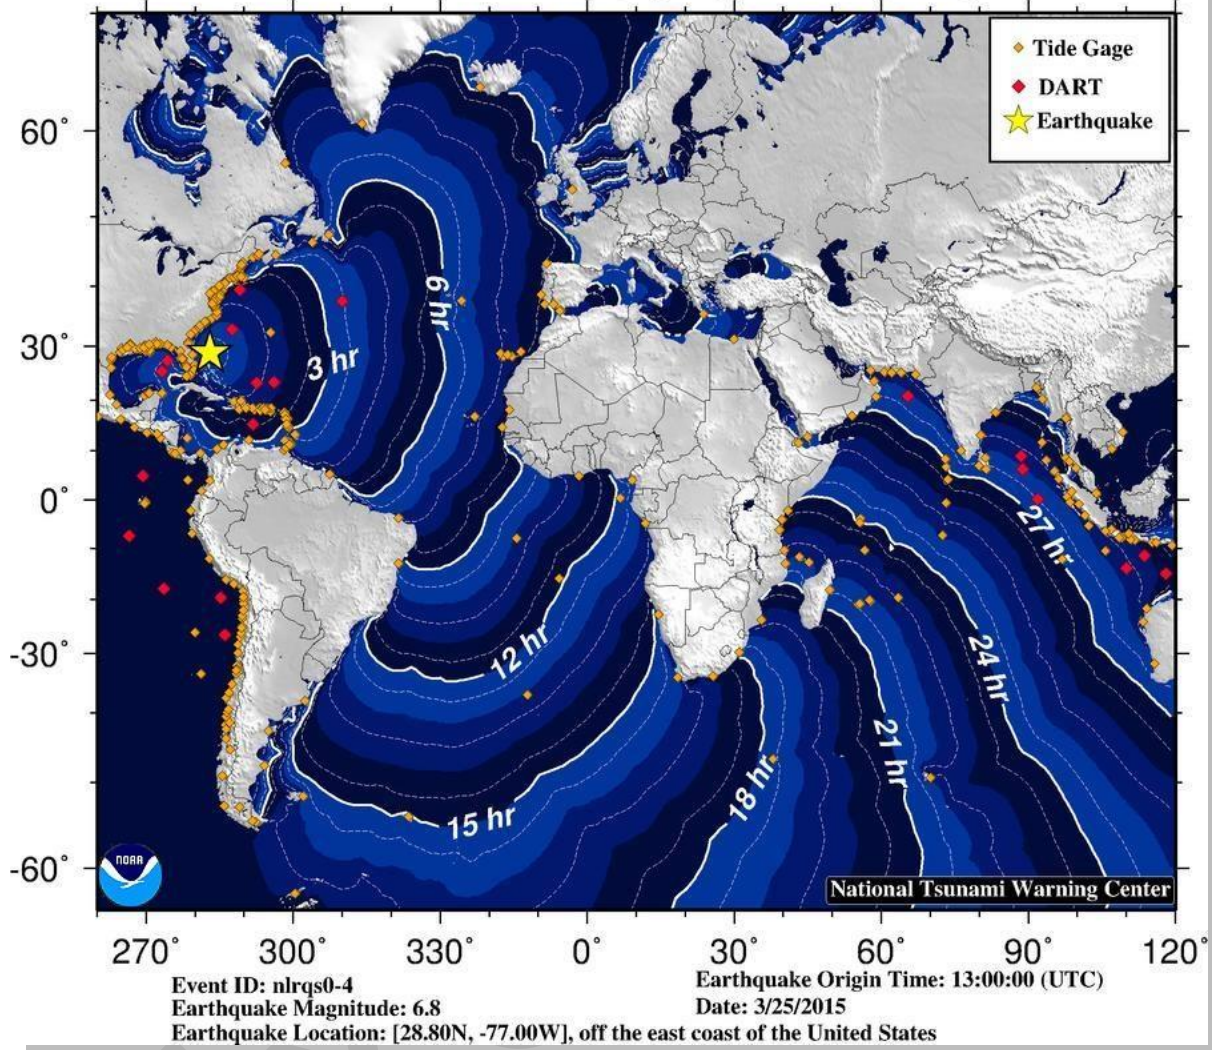 Tide Gage
DART
Earthquake
60°
30°
0°
-30°
-60°
3 hr
6 hr
12 hr
15 hr
18 hr
21 hr
24 hr
27 hr
NOAA
National Tsunami Warning Center
270° 300° 330° 0° 30° 60° 90° 120°
Event ID: nlrqs0-4
Earthquake Magnitude: 6.8
Earthquake Location: [28.80N, -77.00W], off the east coast of the United States
Earthquake Origin Time: 13:00:00 (UTC)
Date: 3/25/2015